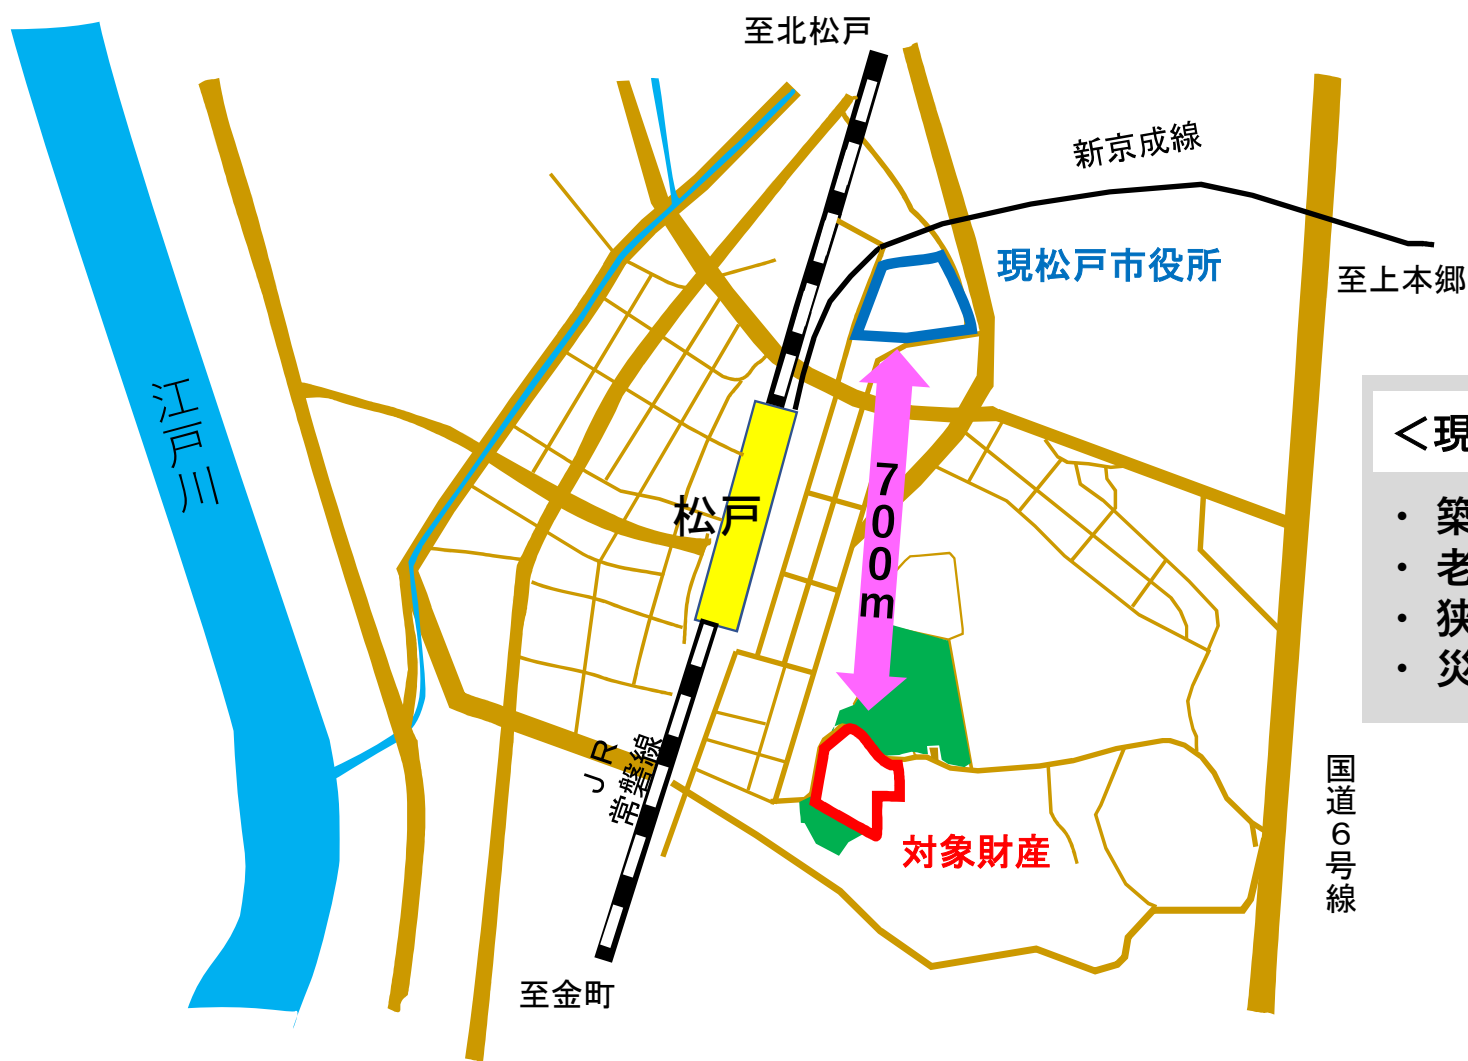 至北松戸
新京成線
現松戸市役所
至上本郷
江戸川
＜現
・ 築
・ 老
・ 狭
・ 災
松戸
700m
JR
常磐線
国道６号線
対象財産
至金町